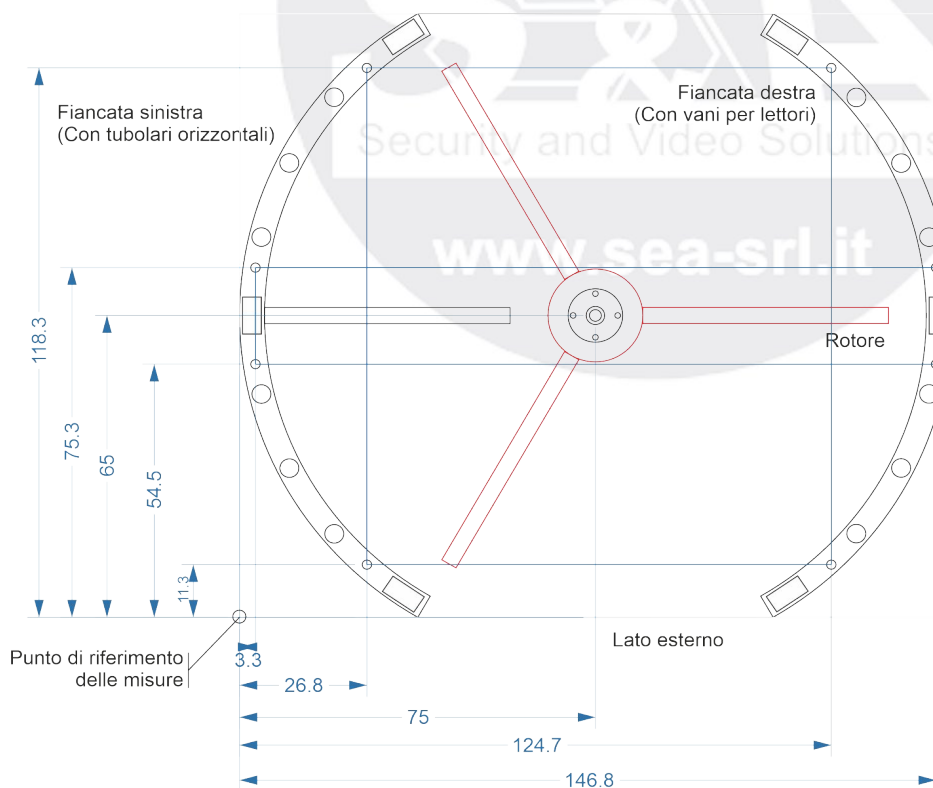 S&A
Fiancata sinistra
(Con tubolari orizzontali)
Fiancata destra
(Con vani per lettori)
Security and Video Solutions
www.sea-srl.it
Rotore
118.3
75.3
65
54.5
11.3
Lato esterno
Punto di riferimento
delle misure
3.3
26.8
75
124.7
146.8